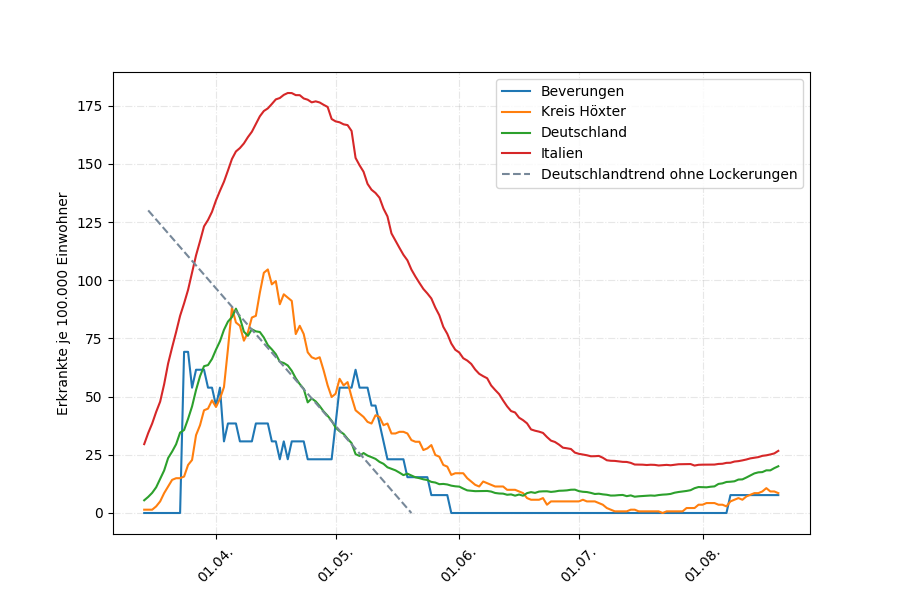 Erkrankte je 100.000 Einwohner
175
150
125
100
75
50
25
0
Beverungen
Kreis Höxter
Deutschland
Italien
Deutschlandtrend ohne Lockerungen
01.04.
01.05.
01.06.
01.07.
01.08.